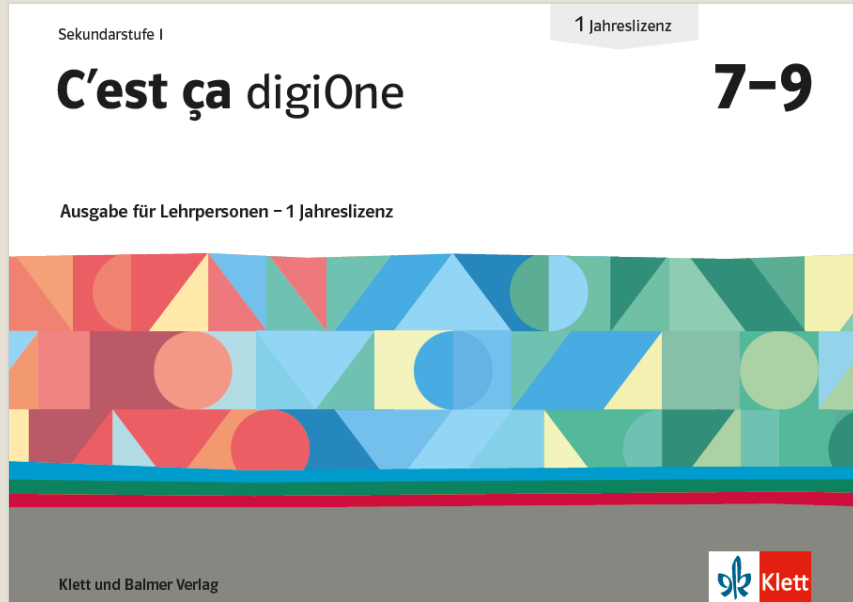 Sekundarstufe I
1 Jahreslizenz
C'est ça digiOne
7–9
Ausgabe für Lehrpersonen – 1 Jahreslizenz
Klett und Balmer Verlag
Klett